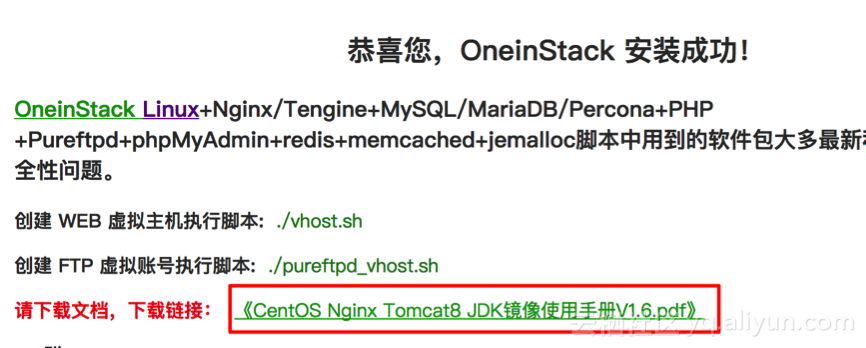 恭喜您，OneinStack 安装成功！
OneinStack Linux+Nginx/Tengine+MySQL/MariaDB/Percona+PHP
+Pureftpd+phpMyAdmin+redis+memcached+jemalloc脚本中用到的软件包大多最新
全性问题。
创建 WEB 虚拟主机执行脚本：./vhost.sh
创建 FTP 虚拟账号执行脚本：./pureftpd_vhost.sh
请下载文档，下载链接：《CentOS Nginx Tomcat8 JDK镜像使用手册V1.6.pdf》
云栖社区 yq.aliyun.com